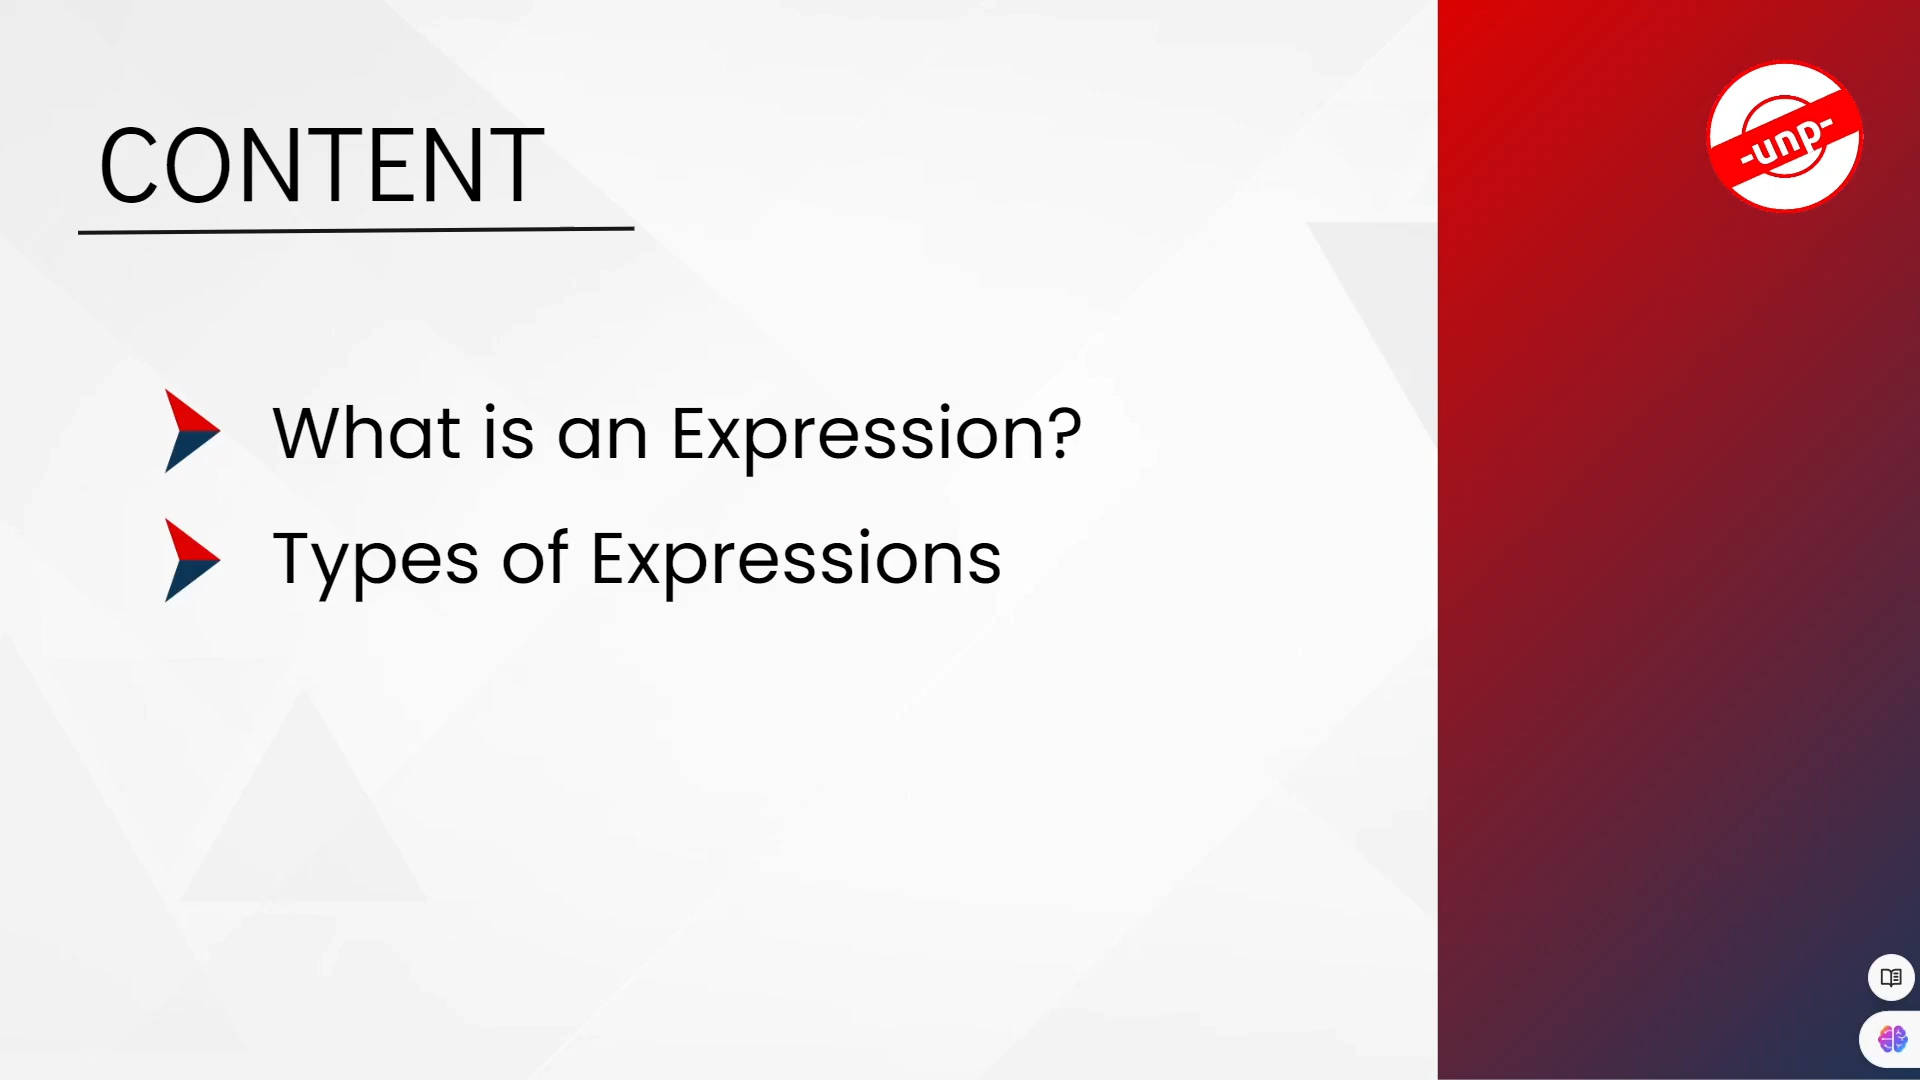 CONTENT
What is an Expression?
Types of Expressions
-unp-